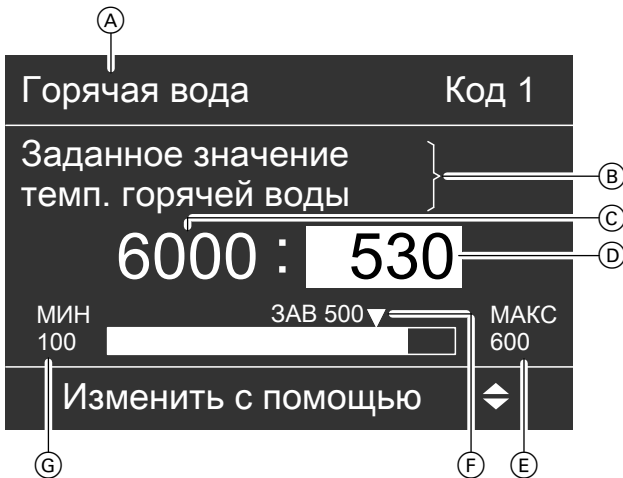 A
Горячая вода Код 1
Заданное значение
темп. горячей воды
B
C
6000 : 530
D
МИН ЗАВ 500 МАКС
100 600
Изменить с помощью
G F E